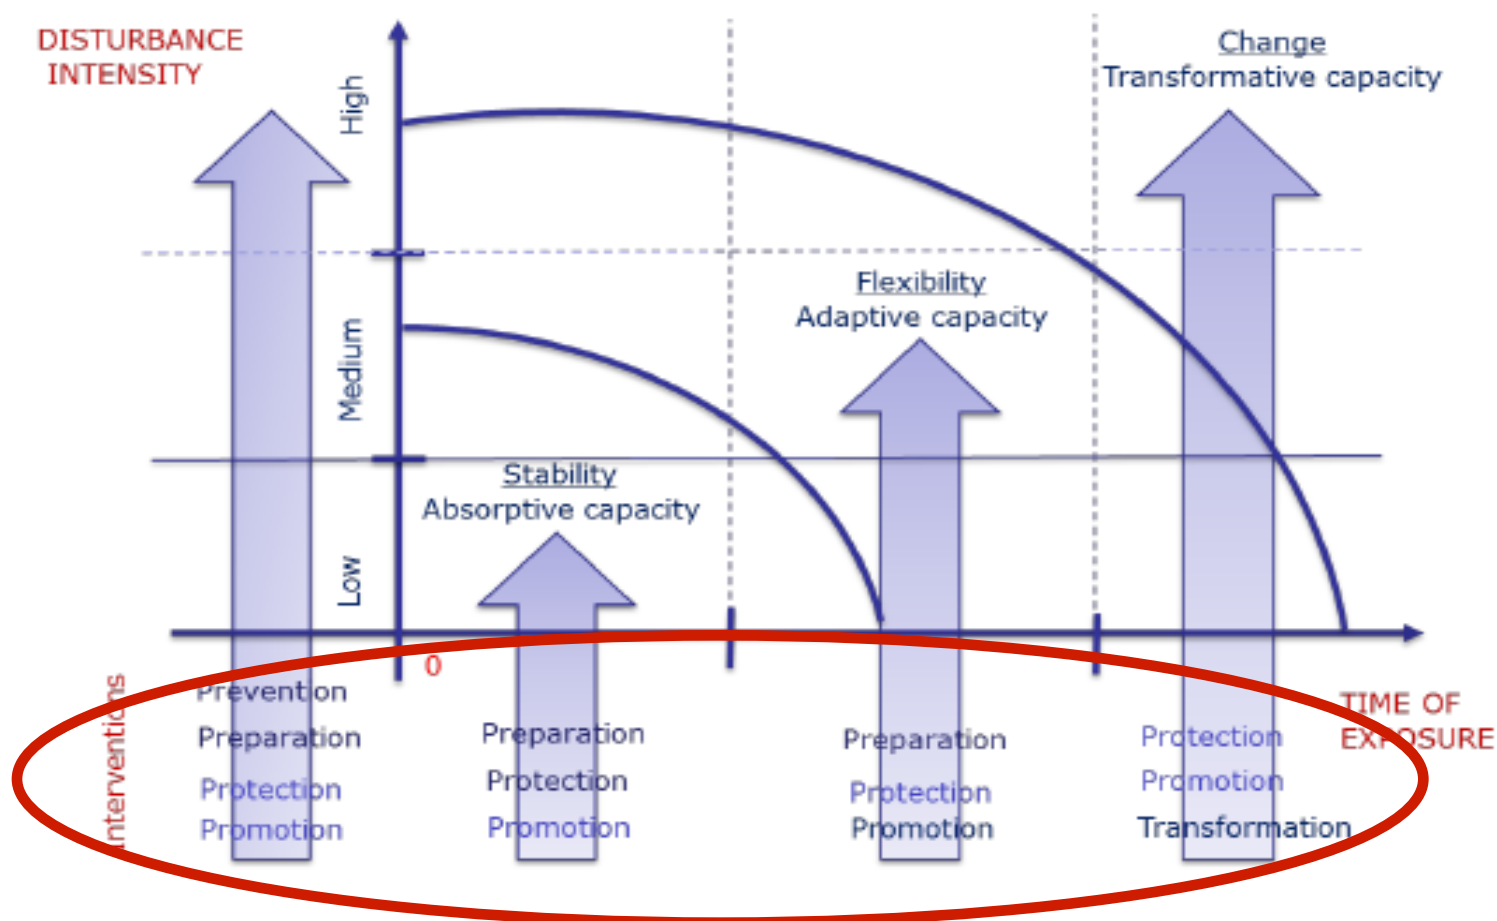 DISTURBANCE
INTENSITY
High
Medium
Low
Change
Transformative capacity
Flexibility
Adaptive capacity
Stability
Absorptive capacity
0
TIME OF
EXPOSURE
Interventions
Prevention
Preparation
Protection
Promotion
Preparation
Protection
Promotion
Preparation
Protection
Promotion
Protection
Promotion
Transformation